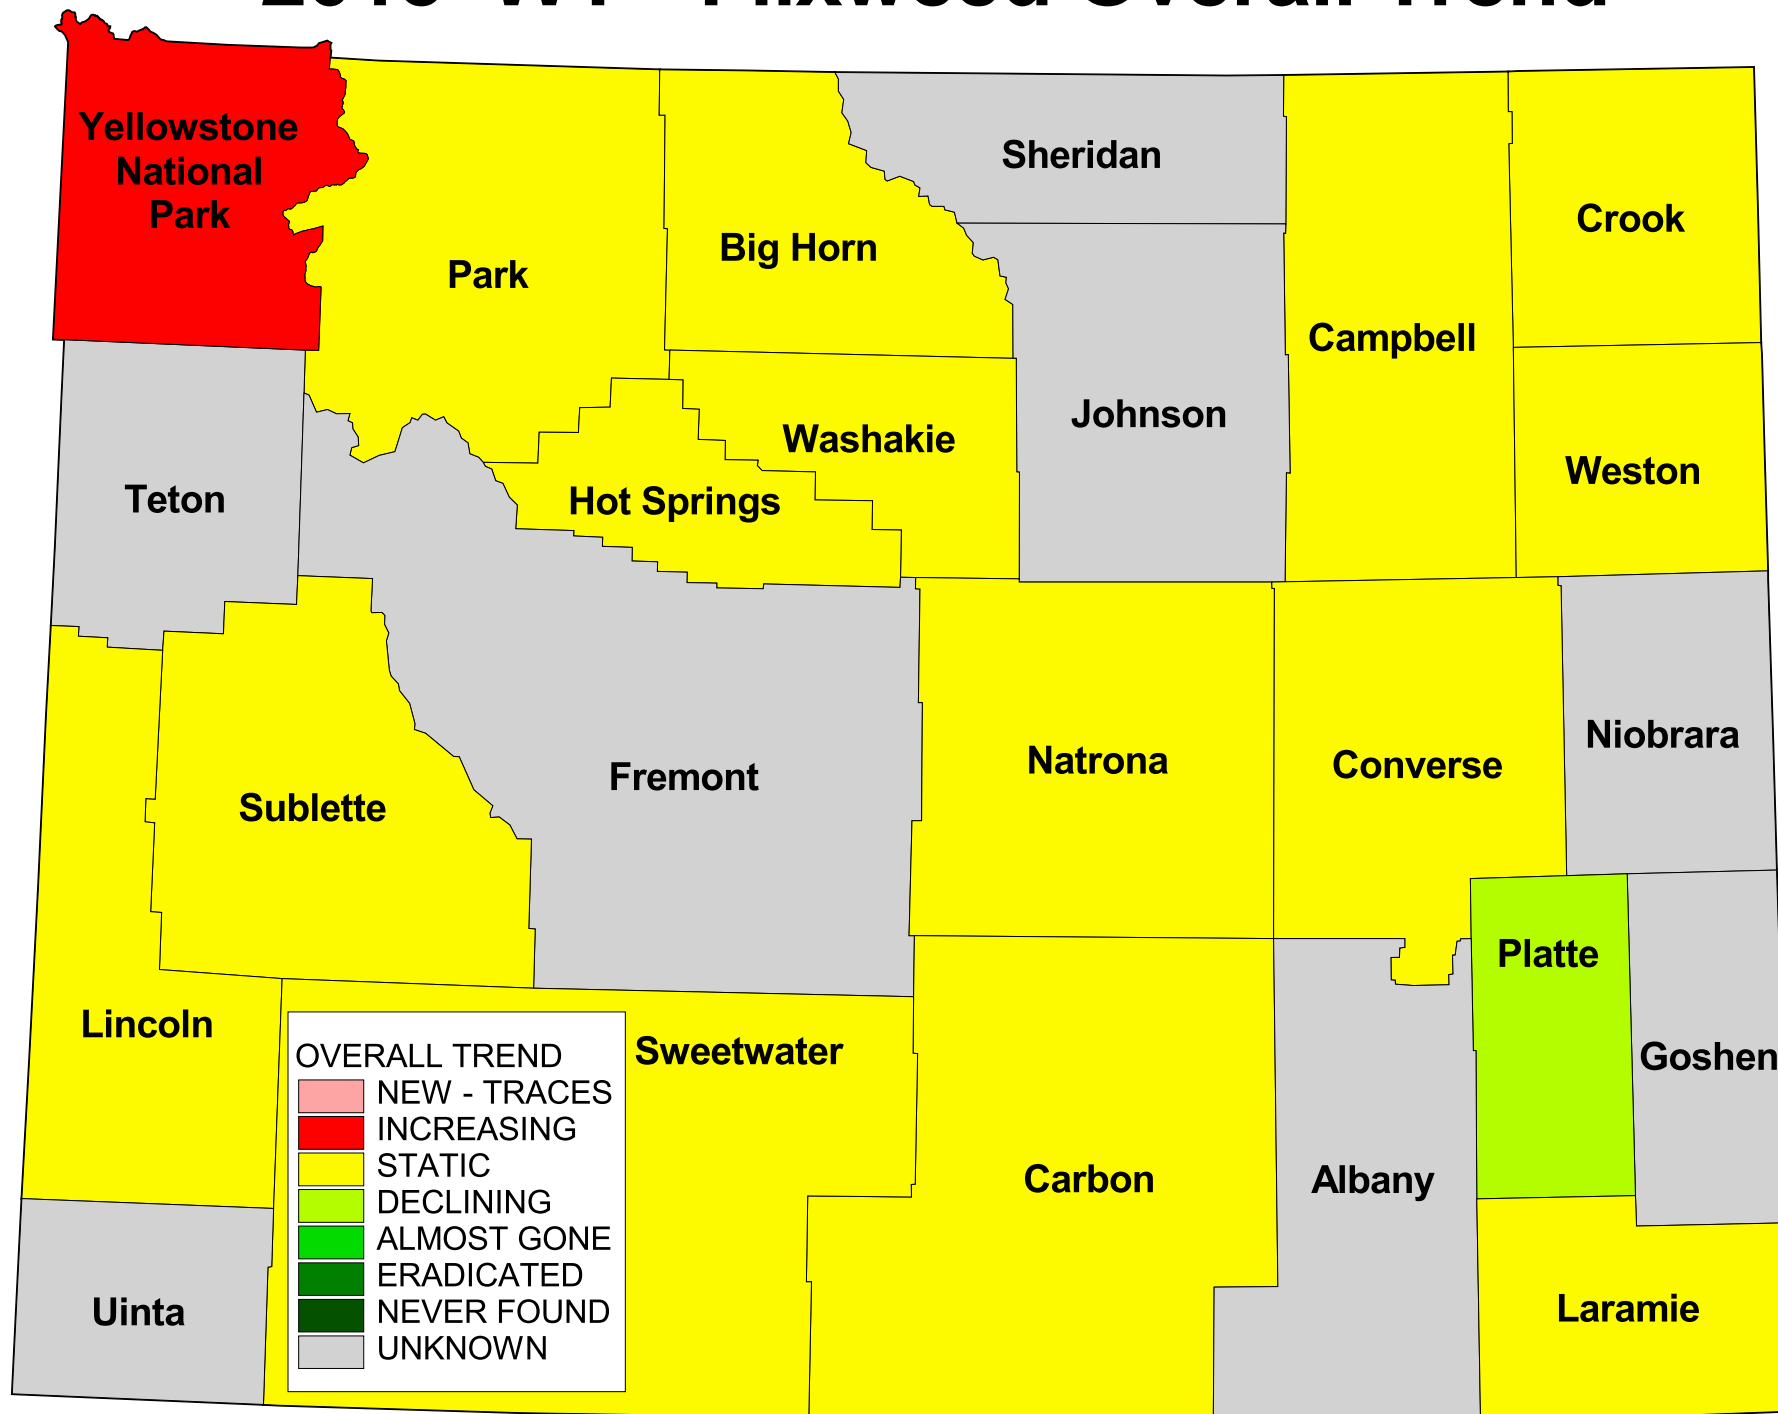 Overall Trend
Yellowstone
National
Park
Park
Big Horn
Sheridan
Campbell
Crook
Johnson
Washakie
Hot Springs
Weston
Teton
Sublette
Fremont
Natrona
Converse
Niobrara
Platte
Lincoln
Sweetwater
Goshen
Carbon
Albany
Laramie
Uinta
OVERALL TREND
NEW - TRACES
INCREASING
STATIC
DECLINING
ALMOST GONE
ERADICATED
NEVER FOUND
UNKNOWN